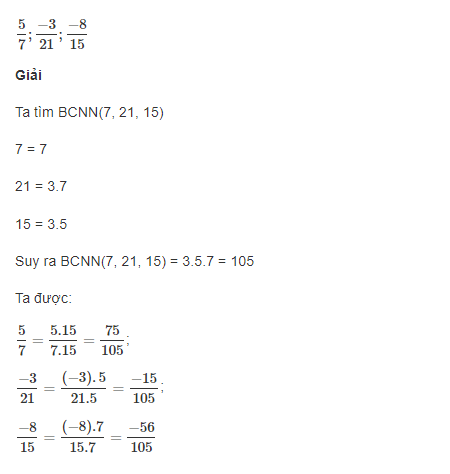 5/7; -3/21; -8/15
Giải
Ta tìm BCNN(7, 21, 15)
7 = 7
21 = 3.7
15 = 3.5
Suy ra BCNN(7, 21, 15) = 3.5.7 = 105
Ta được:
5/7 = 5.15/7.15 = 75/105;
-3/21 = (-3).5/21.5 = -15/105;
-8/15 = (-8).7/15.7 = -56/105